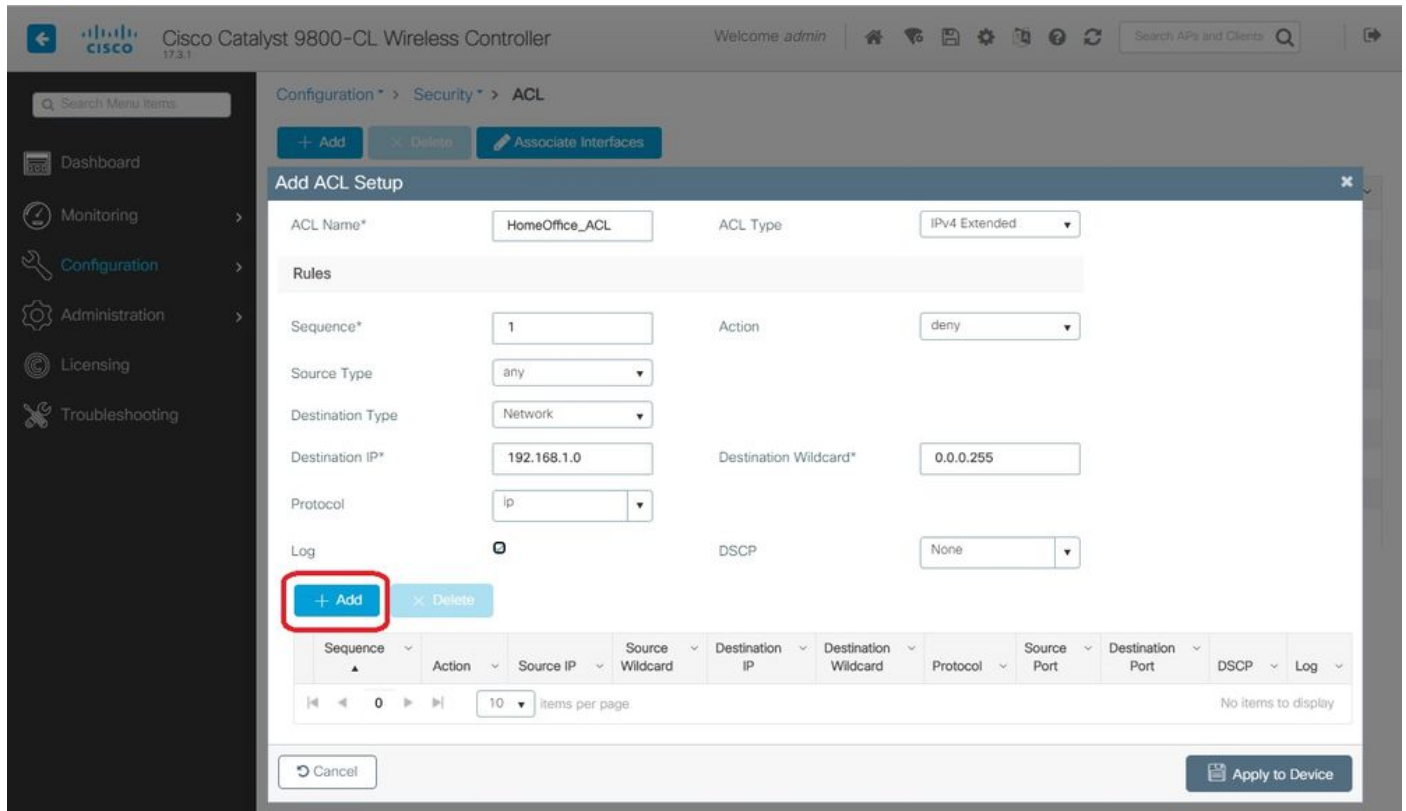 CISCO
Cisco Catalyst 9800-CL Wireless Controller
17.3.1
Welcome admin
Search APs and Clients
Search Menu Items
Dashboard
Monitoring
Configuration
Administration
Licensing
Troubleshooting
Configuration > Security > ACL
+ Add
× Delete
Associate Interfaces
Add ACL Setup
ACL Name*
HomeOffice_ACL
ACL Type
IPv4 Extended
Rules
Sequence*
1
Action
deny
Source Type
any
Destination Type
Network
Destination IP*
192.168.1.0
Destination Wildcard*
0.0.0.255
Protocol
ip
Log
DSCP
None
+ Add
× Delete
Sequence
Action
Source IP
Source Wildcard
Destination IP
Destination Wildcard
Protocol
Source Port
Destination Port
DSCP
Log
0
10
items per page
No items to display
Cancel
Apply to Device